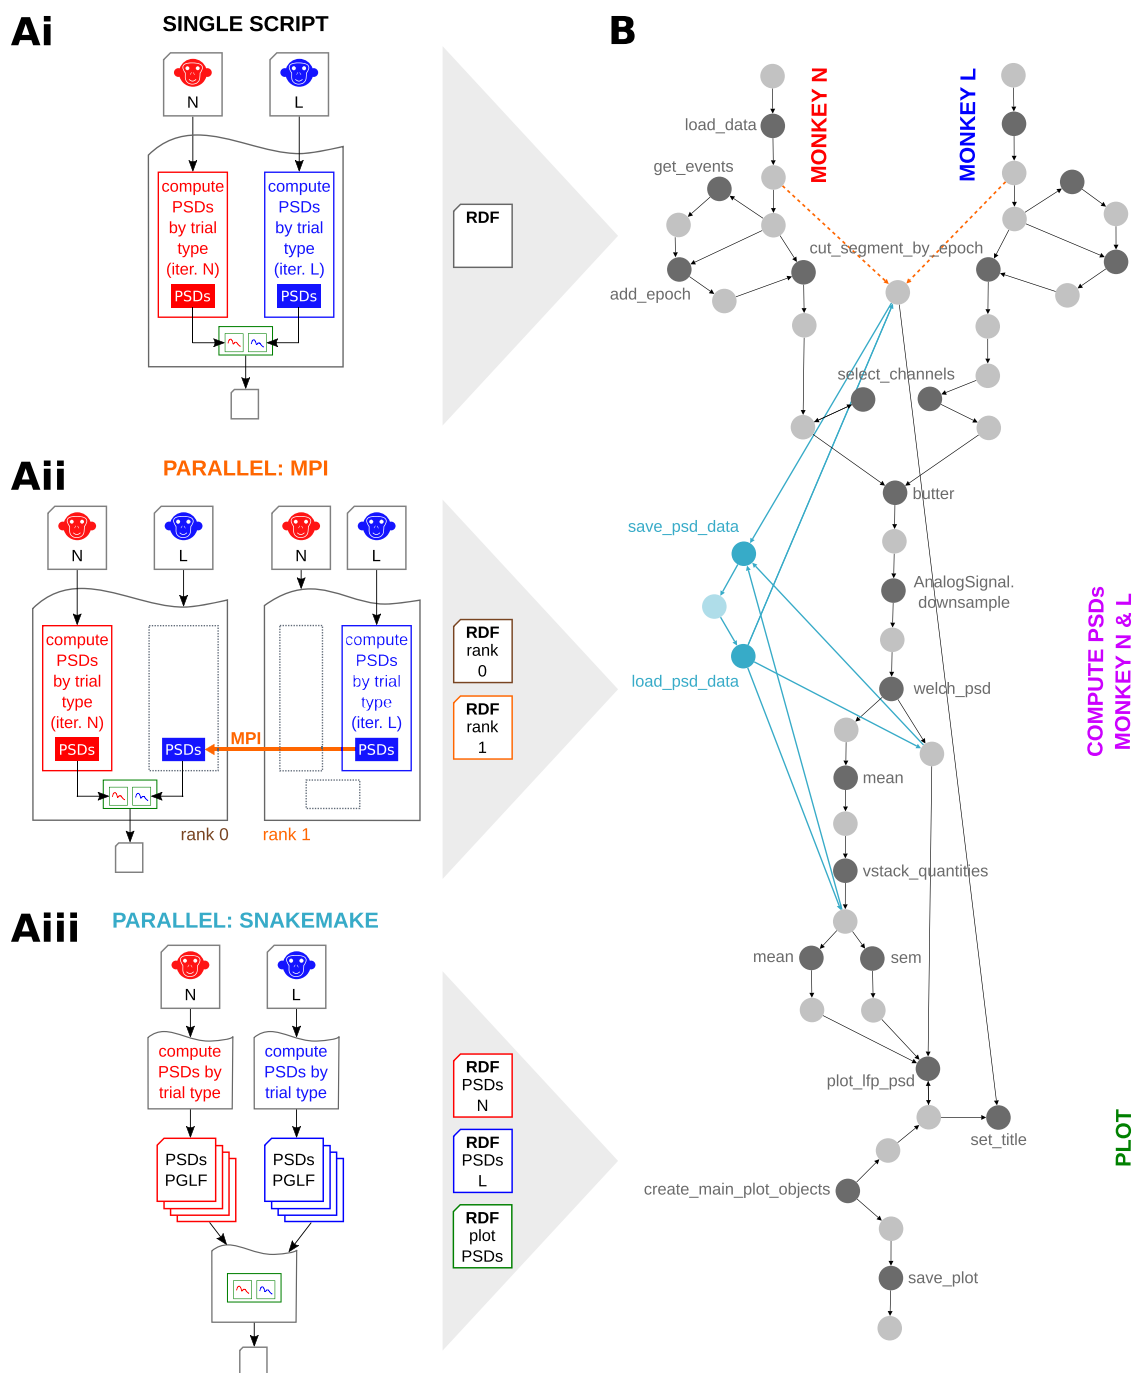 Ai
SINGLE SCRIPT
N
L
compute
PSDs
by trial
type
(iter. N)
PSDs
compute
PSDs
by trial
type
(iter. L)
PSDs
RDF
Aii
PARALLEL: MPI
N
L
N
L
compute
PSDs
by trial
type
(iter. N)
PSDs
PSDs
MPI
compute
PSDs
by trial
type
(iter. L)
PSDs
rank 0
rank 1
RDF
rank
0
RDF
rank
1
Aiii
PARALLEL: SNAKEMAKE
N
L
compute
PSDs by
trial type
compute
PSDs by
trial type
PSDs
PGLF
PSDs
PGLF
RDF
PSDs
N
RDF
PSDs
L
RDF
plot
PSDs
B
MONKEY N
MONKEY L
load_data
get_events
cut_segment_by_epoch
add_epoch
select_channels
butter
save_psd_data
AnalogSignal.
downsample
load_psd_data
welch_psd
COMPUTE PSDs
MONKEY N & L
mean
vstack_quantities
mean
sem
plot_lfp_psd
set_title
PLOT
create_main_plot_objects
save_plot